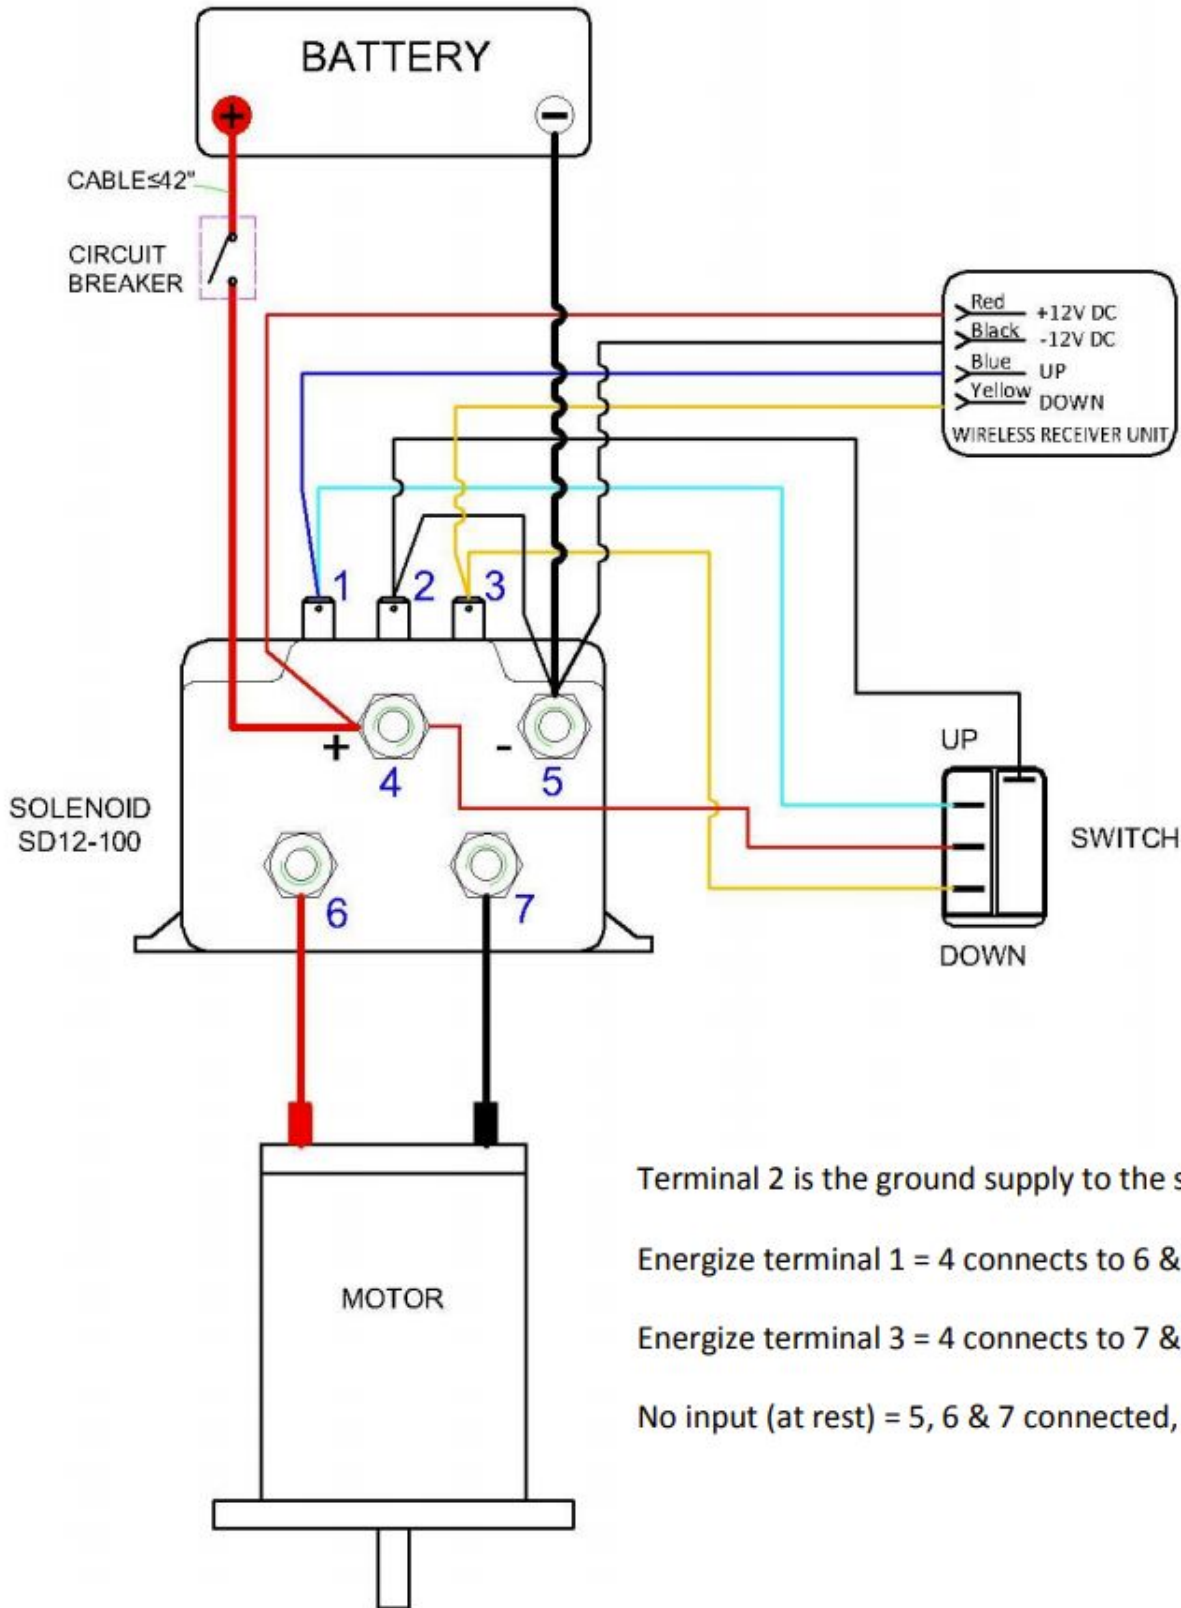 BATTERY
+
-
CABLE≤42"
CIRCUIT
BREAKER
Red +12V DC
Black -12V DC
Blue UP
Yellow DOWN
WIRELESS RECEIVER UNIT
1 2 3
+ 4
- 5
SOLENOID
SD12-100
6 7
UP
SWITCH
DOWN
MOTOR
Terminal 2 is the ground supply to the
Energize terminal 1 = 4 connects to 6 &
Energize terminal 3 = 4 connects to 7 &
No input (at rest) = 5, 6 & 7 connected,